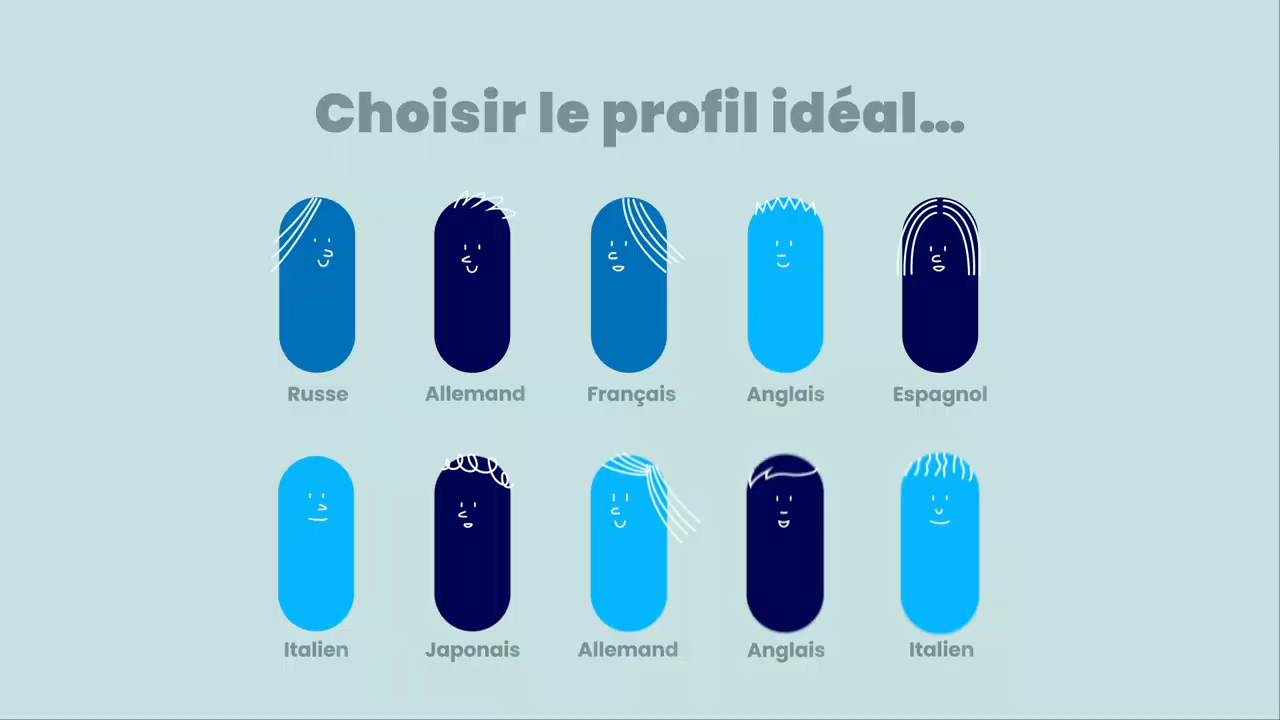 Choisir le profil idéal...
Russe Allemand Français Anglais Espagnol
Italien Japonais Allemand Anglais Italien